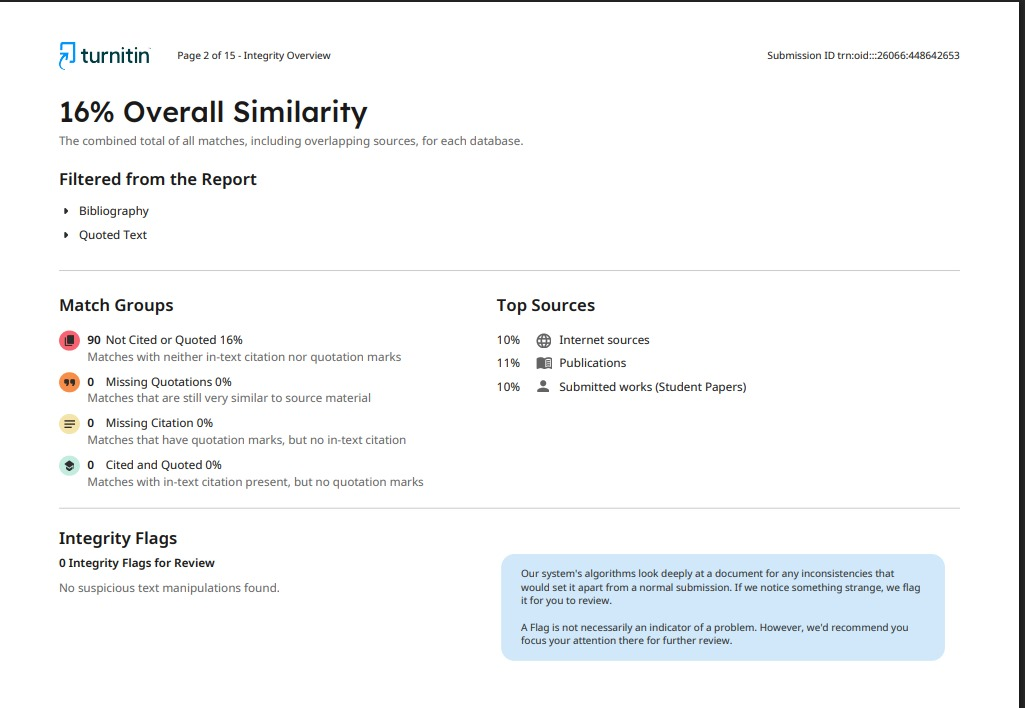 turnitin
Page 2 of 15 - Integrity Overview
Submission ID trn:oid:::26066:448642653
16% Overall Similarity
The combined total of all matches, including overlapping sources, for each database.
Filtered from the Report
Bibliography
Quoted Text
Match Groups
90 Not Cited or Quoted 16%
Matches with neither in-text citation nor quotation marks
0 Missing Quotations 0%
Matches that are still very similar to source material
0 Missing Citation 0%
Matches that have quotation marks, but no in-text citation
0 Cited and Quoted 0%
Matches with in-text citation present, but no quotation marks
Top Sources
10% Internet sources
11% Publications
10% Submitted works (Student Papers)
Integrity Flags
0 Integrity Flags for Review
No suspicious text manipulations found.
Our system's algorithms look deeply at a document for any inconsistencies that
would set it apart from a normal submission. If we notice something strange, we flag
it for you to review.
A Flag is not necessarily an indicator of a problem. However, we'd recommend you
focus your attention there for further review.